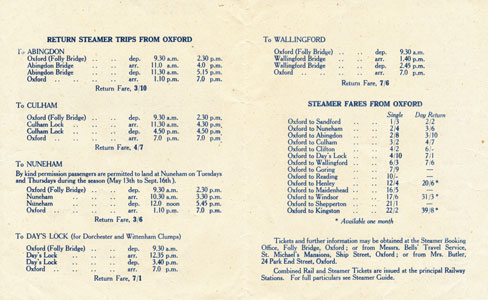 RETURN STEAMER TRIPS FROM OXFORD
To ABINGDON
Oxford (Folly Bridge) .. .. dep. 9.30 a.m. 2.30 p.m.
Abingdon Bridge .. .. arr. 11.0 a.m. 4.0 p.m.
Abingdon Bridge .. .. dep. 11.30 a.m. 5.15 p.m.
Oxford .. .. .. arr. 1.10 p.m. 7.0 p.m.
Return Fare, 3/10
To CULHAM
Oxford (Folly Bridge) .. .. dep. 9.30 a.m. 2.30 p.m.
Culham Lock .. .. .. arr. 11.30 a.m. 4.30 p.m.
Culham Lock .. .. .. dep. 4.50 p.m. 4.50 p.m.
Oxford .. .. .. arr. 7.0 p.m. 7.0 p.m.
Return Fare, 4/7
To NUNEHAM
By kind permission passengers are permitted to land at Nuneham on Tuesdays
and Thursdays during the season (May 13th to Sept. 16th).
Oxford (Folly Bridge) .. .. dep. 9.30 a.m. 2.30 p.m.
Nuneham .. .. .. arr. 10.30 a.m. 3.30 p.m.
Nuneham .. .. .. dep. 12.0 noon 5.45 p.m.
Oxford .. .. .. arr. 1.10 p.m. 7.0 p.m.
Return Fare, 3/6
To DAY'S LOCK (for Dorchester and Wittenham Clumps)
Oxford (Folly Bridge) .. .. dep. 9.30 a.m.
Day's Lock .. .. .. arr. 12.35 p.m.
Day's Lock .. .. .. dep. 3.40 p.m.
Oxford .. .. .. arr. 7.0 p.m.
Return Fare, 7/1
To WALLINGFORD
Oxford (Folly Bridge) .. .. dep. 9.30 a.m.
Wallingford Bridge .. .. arr. 1.40 p.m.
Wallingford Bridge .. .. dep. 2.45 p.m.
Oxford .. .. .. arr. 7.0 p.m.
Return Fare, 7/6
STEAMER FARES FROM OXFORD
Single Day Return
Oxford to Sandford .. .. 1/3 2/2
Oxford to Nuneham .. .. 2/4 3/6
Oxford to Abingdon .. .. 2/8 3/10
Oxford to Culham .. .. 3/2 4/7
Oxford to Clifton .. .. 4/2 6/-
Oxford to Day's Lock .. .. 4/10 7/1
Oxford to Wallingford .. .. 6/3 7/6
Oxford to Goring .. .. 7/9 —
Oxford to Reading .. .. 10/- —
Oxford to Henley .. .. 12/4 20/6 *
Oxford to Maidenhead .. .. 16/5 —
Oxford to Windsor .. .. 17/6 31/3 *
Oxford to Shepperton .. .. 21/1 —
Oxford to Kingston .. .. 22/2 39/8 *
* Available one month
Tickets and further information may be obtained at the Steamer Booking
Office, Folly Bridge, Oxford; or from Messrs. Bells' Travel Service,
St. Michael's Mansions, Ship Street, Oxford; or from Mrs. Butler,
24 Park End Street, Oxford.
Combined Rail and Steamer Tickets are issued at the principal Railway
Stations. For full particulars see Steamer Guide.